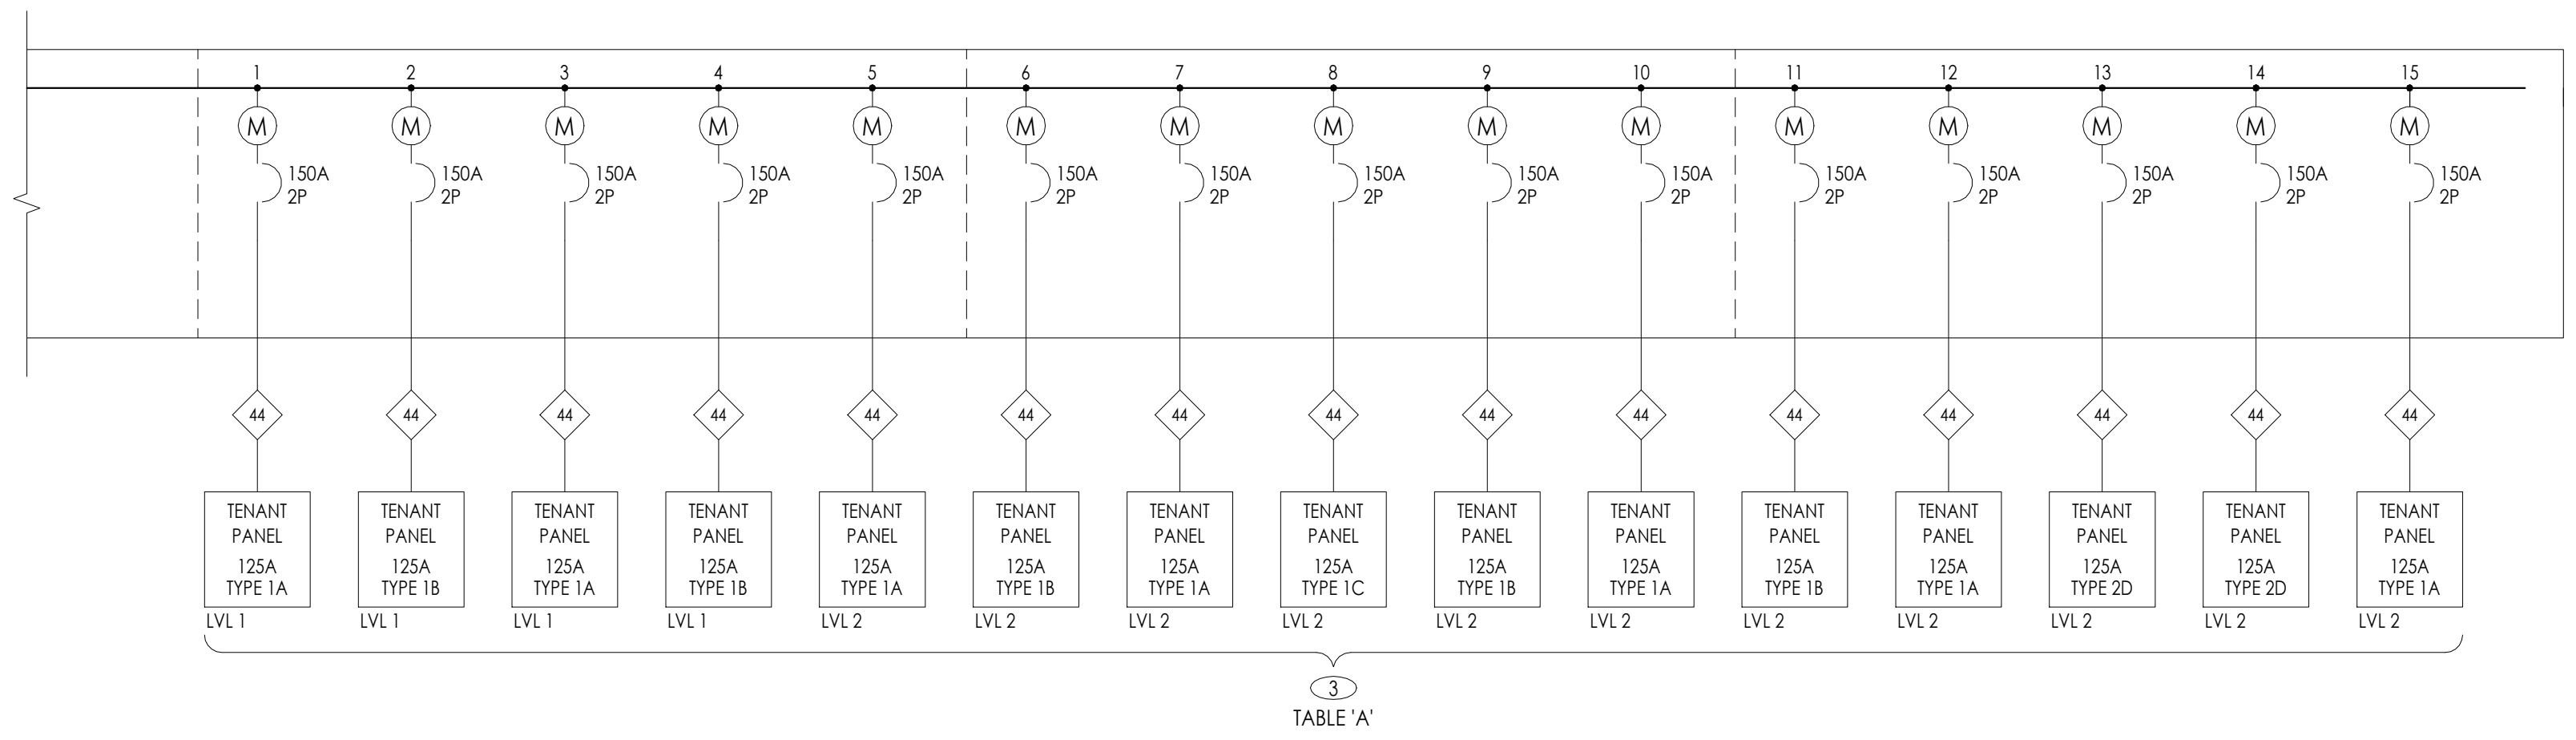 1 2 3 4 5 6 7 8 9 10 11 12 13 14 15
M M M M M M M M M M M M M M M
150A 150A 150A 150A 150A 150A 150A 150A 150A 150A 150A 150A 150A 150A 150A
2P 2P 2P 2P 2P 2P 2P 2P 2P 2P 2P 2P 2P 2P 2P
44 44 44 44 44 44 44 44 44 44 44 44 44 44 44
TENANT TENANT TENANT TENANT TENANT TENANT TENANT TENANT TENANT TENANT TENANT TENANT TENANT TENANT TENANT
PANEL PANEL PANEL PANEL PANEL PANEL PANEL PANEL PANEL PANEL PANEL PANEL PANEL PANEL PANEL
125A 125A 125A 125A 125A 125A 125A 125A 125A 125A 125A 125A 125A 125A 125A
TYPE 1A TYPE 1B TYPE 1A TYPE 1B TYPE 1A TYPE 1B TYPE 1A TYPE 1C TYPE 1B TYPE 1A TYPE 1B TYPE 1A TYPE 2D TYPE 2D TYPE 1A
LVL 1 LVL 1 LVL 1 LVL 1 LVL 2 LVL 2 LVL 2 LVL 2 LVL 2 LVL 2 LVL 2 LVL 2 LVL 2 LVL 2 LVL 2
3
TABLE 'A'